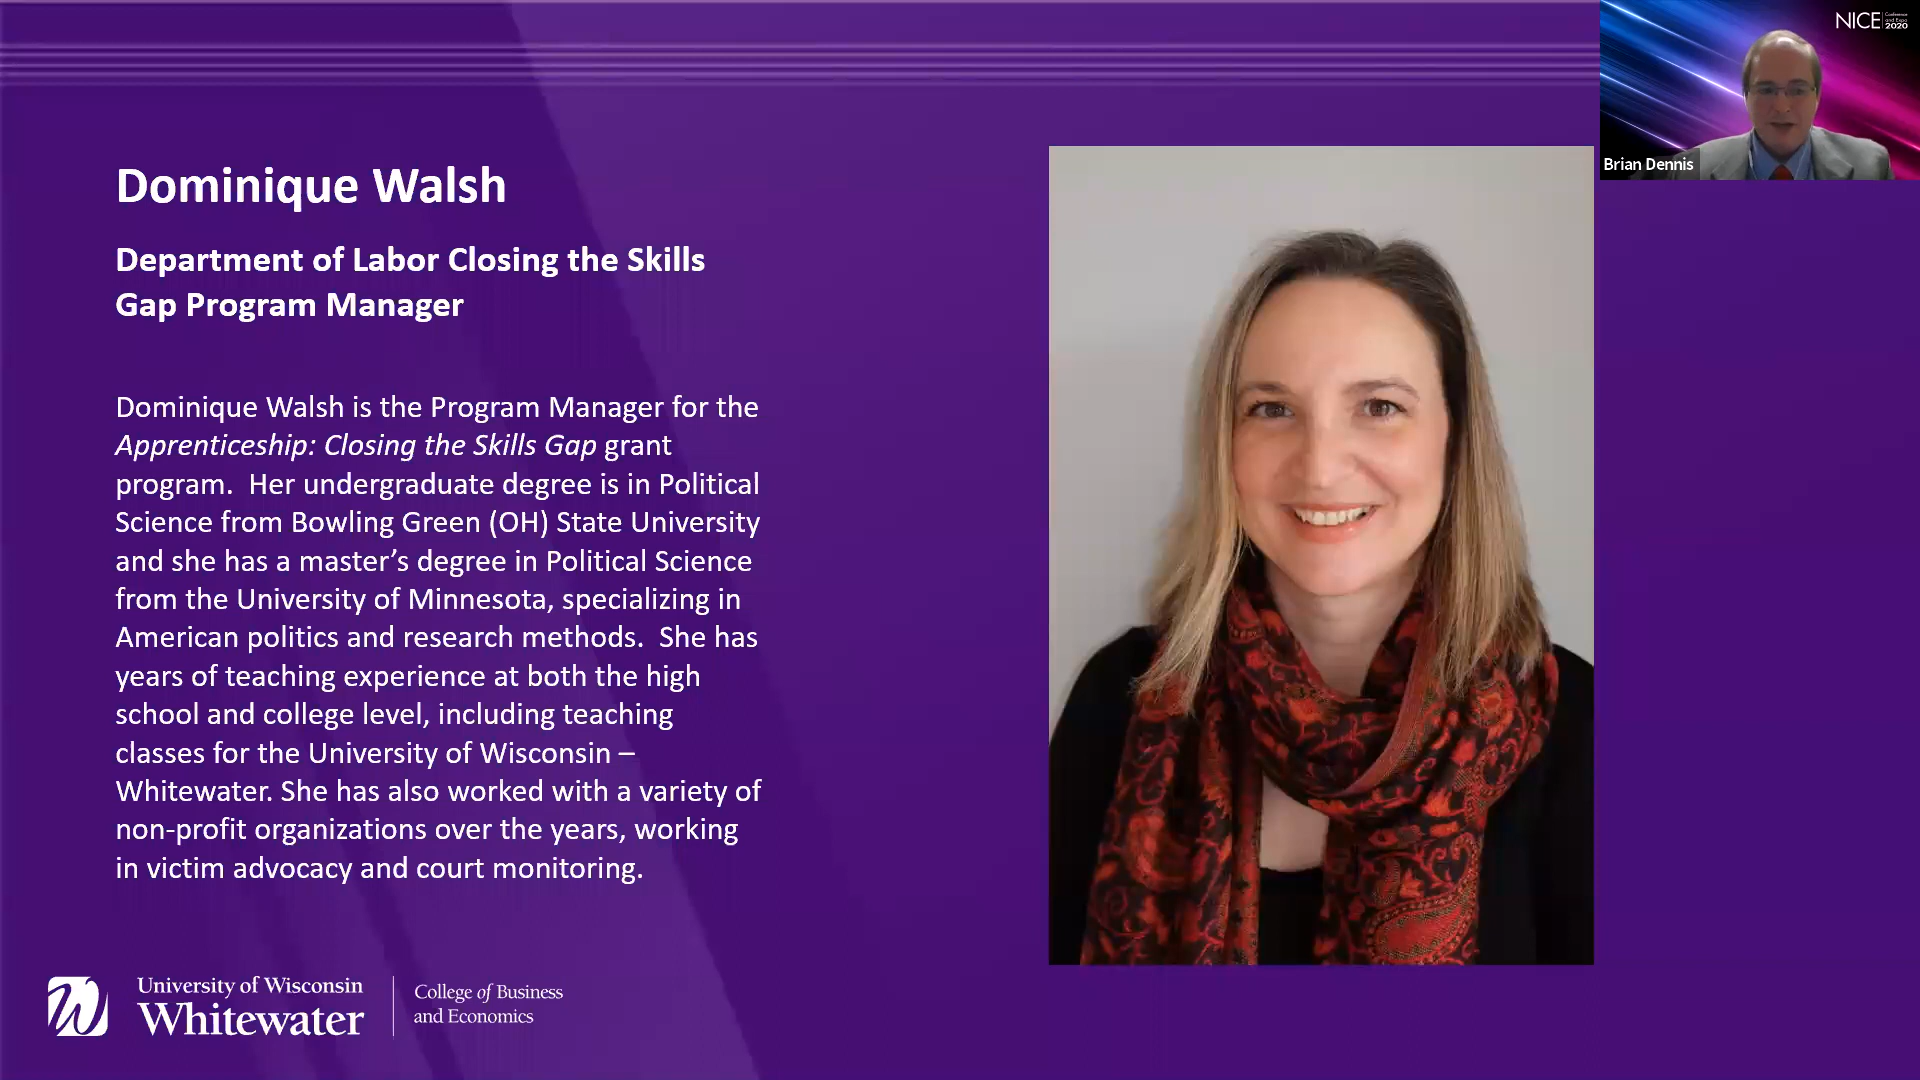 Dominique Walsh
Department of Labor Closing the Skills
Gap Program Manager
Dominique Walsh is the Program Manager for the
Apprenticeship: Closing the Skills Gap grant
program.  Her undergraduate degree is in Political
Science from Bowling Green (OH) State University
and she has a master’s degree in Political Science
from the University of Minnesota, specializing in
American politics and research methods.  She has
years of teaching experience at both the high
school and college level, including teaching
classes for the University of Wisconsin –
Whitewater. She has also worked with a variety of
non-profit organizations over the years, working
in victim advocacy and court monitoring.
University of Wisconsin
Whitewater
College of Business
and Economics
NICE
Conference
and Expo
2020
Brian Dennis